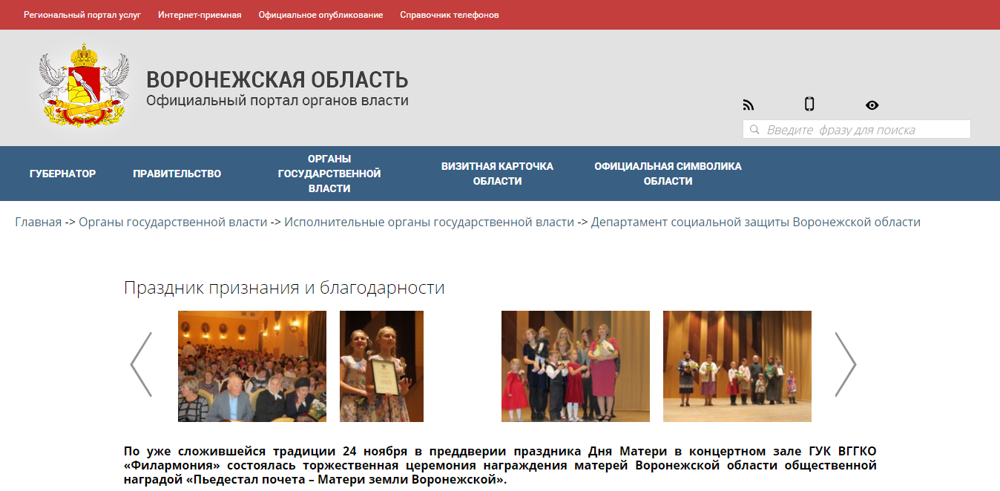 Региональный портал услуг Интернет-приемная Официальное опубликование Справочник телефонов
ВОРОНЕЖСКАЯ ОБЛАСТЬ
Официальный портал органов власти
Введите фразу для поиска
ГУБЕРНАТОР
ПРАВИТЕЛЬСТВО
ОРГАНЫ
ГОСУДАРСТВЕННОЙ
ВЛАСТИ
ВИЗИТНАЯ КАРТОЧКА
ОБЛАСТИ
ОФИЦИАЛЬНАЯ СИМВОЛИКА
ОБЛАСТИ
Главная -> Органы государственной власти -> Исполнительные органы государственной власти -> Департамент социальной защиты Воронежской области
Праздник признания и благодарности
По уже сложившейся традиции 24 ноября в преддверии праздника Дня Матери в концертном зале ГУК ВГГКО
«Филармония» состоялась торжественная церемония награждения матерей Воронежской области общественной
наградой «Пьедестал почета – Матери земли Воронежской».